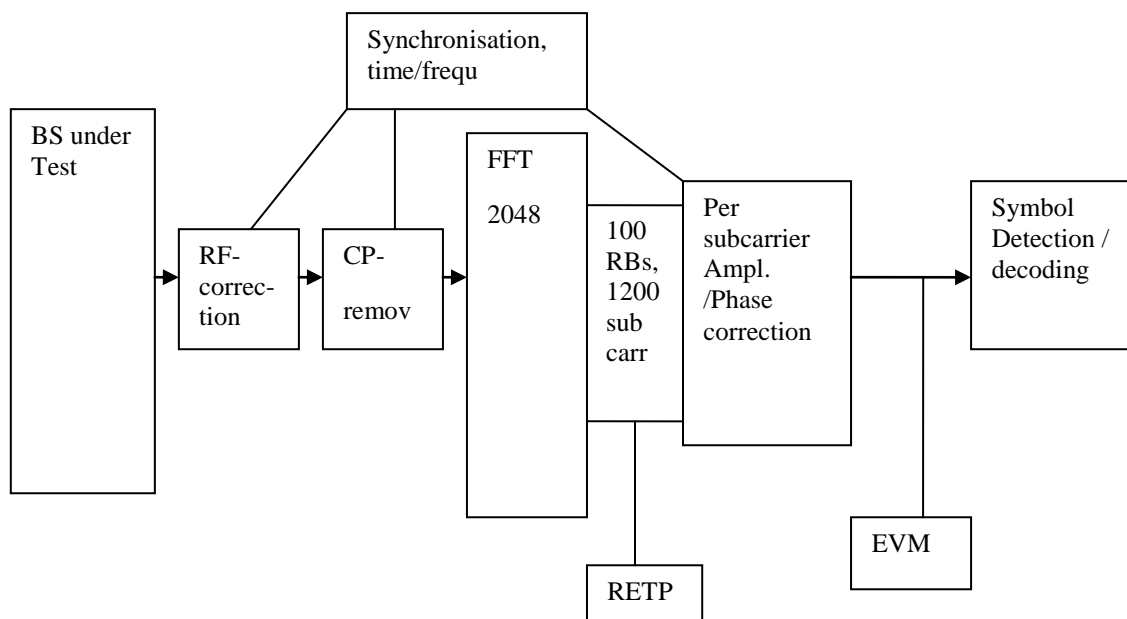 Synchronisation,
time/frequ
BS under
Test
RF-
correc-
tion
CP-
remov
FFT
2048
100
RBs,
1200
sub
carr
Per
subcarrier
Ampl.
/Phase
correction
Symbol
Detection /
decoding
EVM
RETP